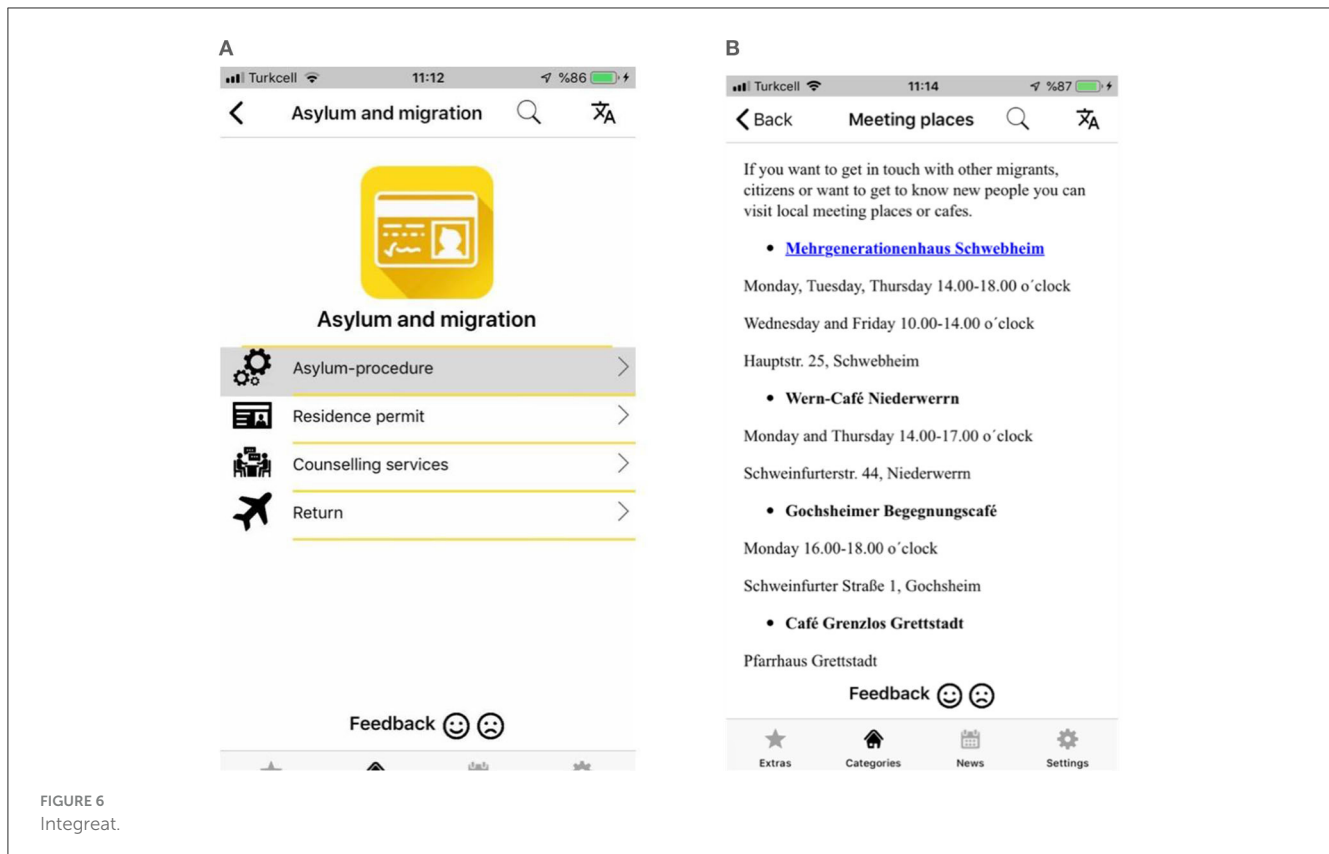 A
Turkcell 11:12 %86
Asylum and migration
Asylum and migration
Asylum-procedure
Residence permit
Counselling services
Return
Feedback
B
Turkcell 11:14 %87
Back Meeting places
If you want to get in touch with other migrants,
citizens or want to get to know new people you can
visit local meeting places or cafes.
• Mehrgenerationenhaus Schwebheim
Monday, Tuesday, Thursday 14.00-18.00 o´clock
Wednesday and Friday 10.00-14.00 o´clock
Hauptstr. 25, Schwebheim
• Wern-Café Niederwerrn
Monday and Thursday 14.00-17.00 o´clock
Schweinfurterstr. 44, Niederwerrn
• Gochsheimer Begegnungscafé
Monday 16.00-18.00 o´clock
Schweinfurter Straße 1, Gochsheim
• Café Grenzlos Grettstadt
Pfarrhaus Grettstadt
Feedback
Extras Categories News Settings
FIGURE 6
Integreat.